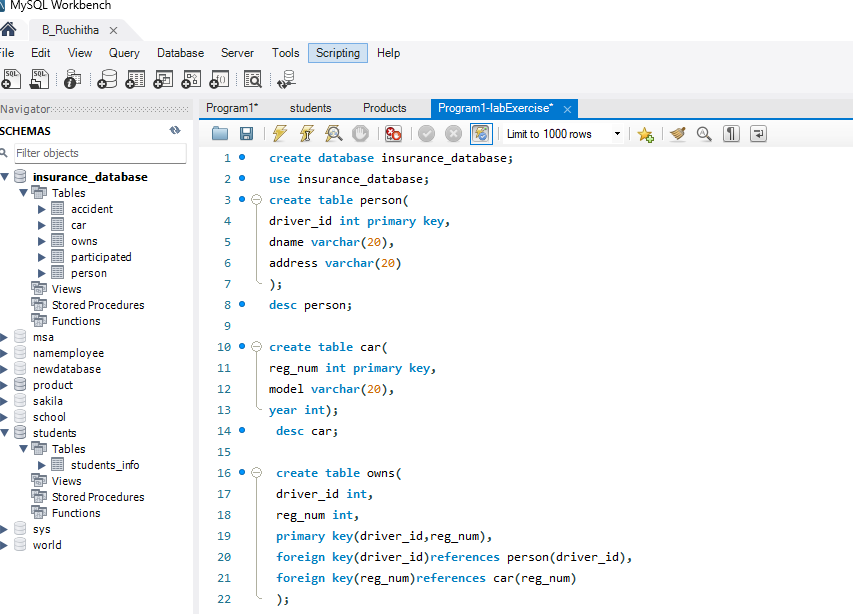 MySQL Workbench
B_Ruchitha
File Edit View Query Database Server Tools Scripting Help
Navigator
Program1* students Products Program1-labExercise*
SCHEMAS
Limit to 1000 rows
Filter objects
insurance_database
Tables
accident
car
owns
participated
person
Views
Stored Procedures
Functions
msa
namemployee
newdatabase
product
sakila
school
students
Tables
students_info
Views
Stored Procedures
Functions
sys
world
1 create database insurance_database;
2 use insurance_database;
3 create table person(
4 driver_id int primary key,
5 dname varchar(20),
6 address varchar(20)
7 );
8 desc person;
9
10 create table car(
11 reg_num int primary key,
12 model varchar(20),
13 year int);
14 desc car;
15
16 create table owns(
17 driver_id int,
18 reg_num int,
19 primary key(driver_id,reg_num),
20 foreign key(driver_id)references person(driver_id),
21 foreign key(reg_num)references car(reg_num)
22 );